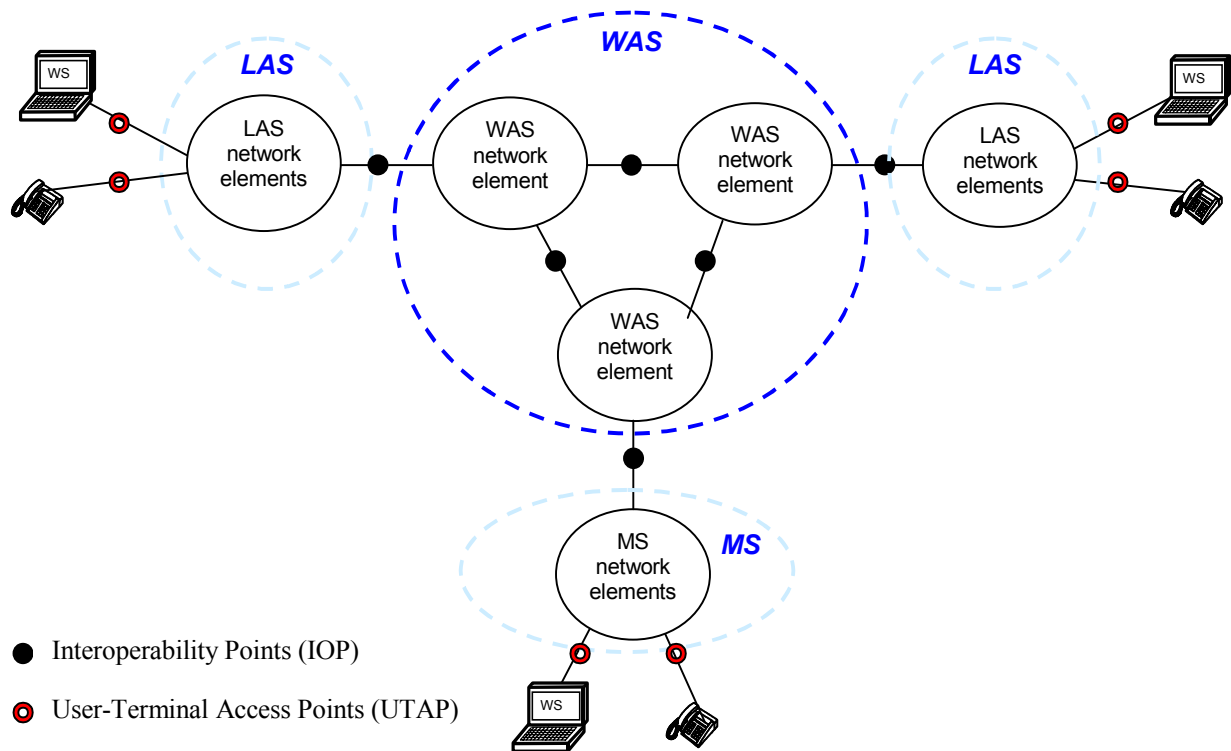 WAS
LAS
LAS
WS
WS
LAS
network
elements
WAS
network
element
WAS
network
element
LAS
network
elements
WAS
network
element
MS
network
elements
MS
Interoperability Points (IOP)
User-Terminal Access Points (UTAP)
WS